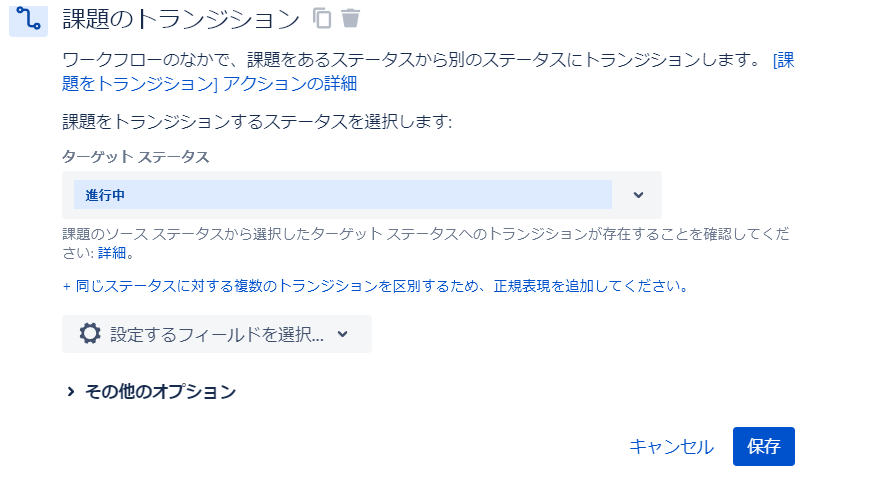 課題のトランジション
ワークフローのなかで、課題をあるステータスから別のステータスにトランジションします。 [課
題をトランジション] アクションの詳細
課題をトランジションするステータスを選択します:
ターゲット ステータス
進行中
課題のソース ステータスから選択したターゲット ステータスへのトランジションが存在することを確認してくだ
さい: 詳細。
+ 同じステータスに対する複数のトランジションを区別するため、正規表現を追加してください。
設定するフィールドを選択...
その他のオプション
キャンセル 保存